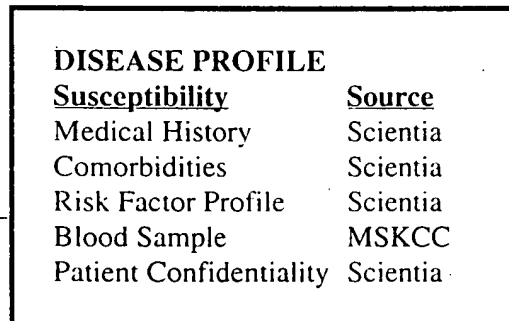 DISEASE PROFILE
Susceptibility Source
Medical History Scientia
Comorbidities Scientia
Risk Factor Profile Scientia
Blood Sample MSKCC
Patient Confidentiality Scientia